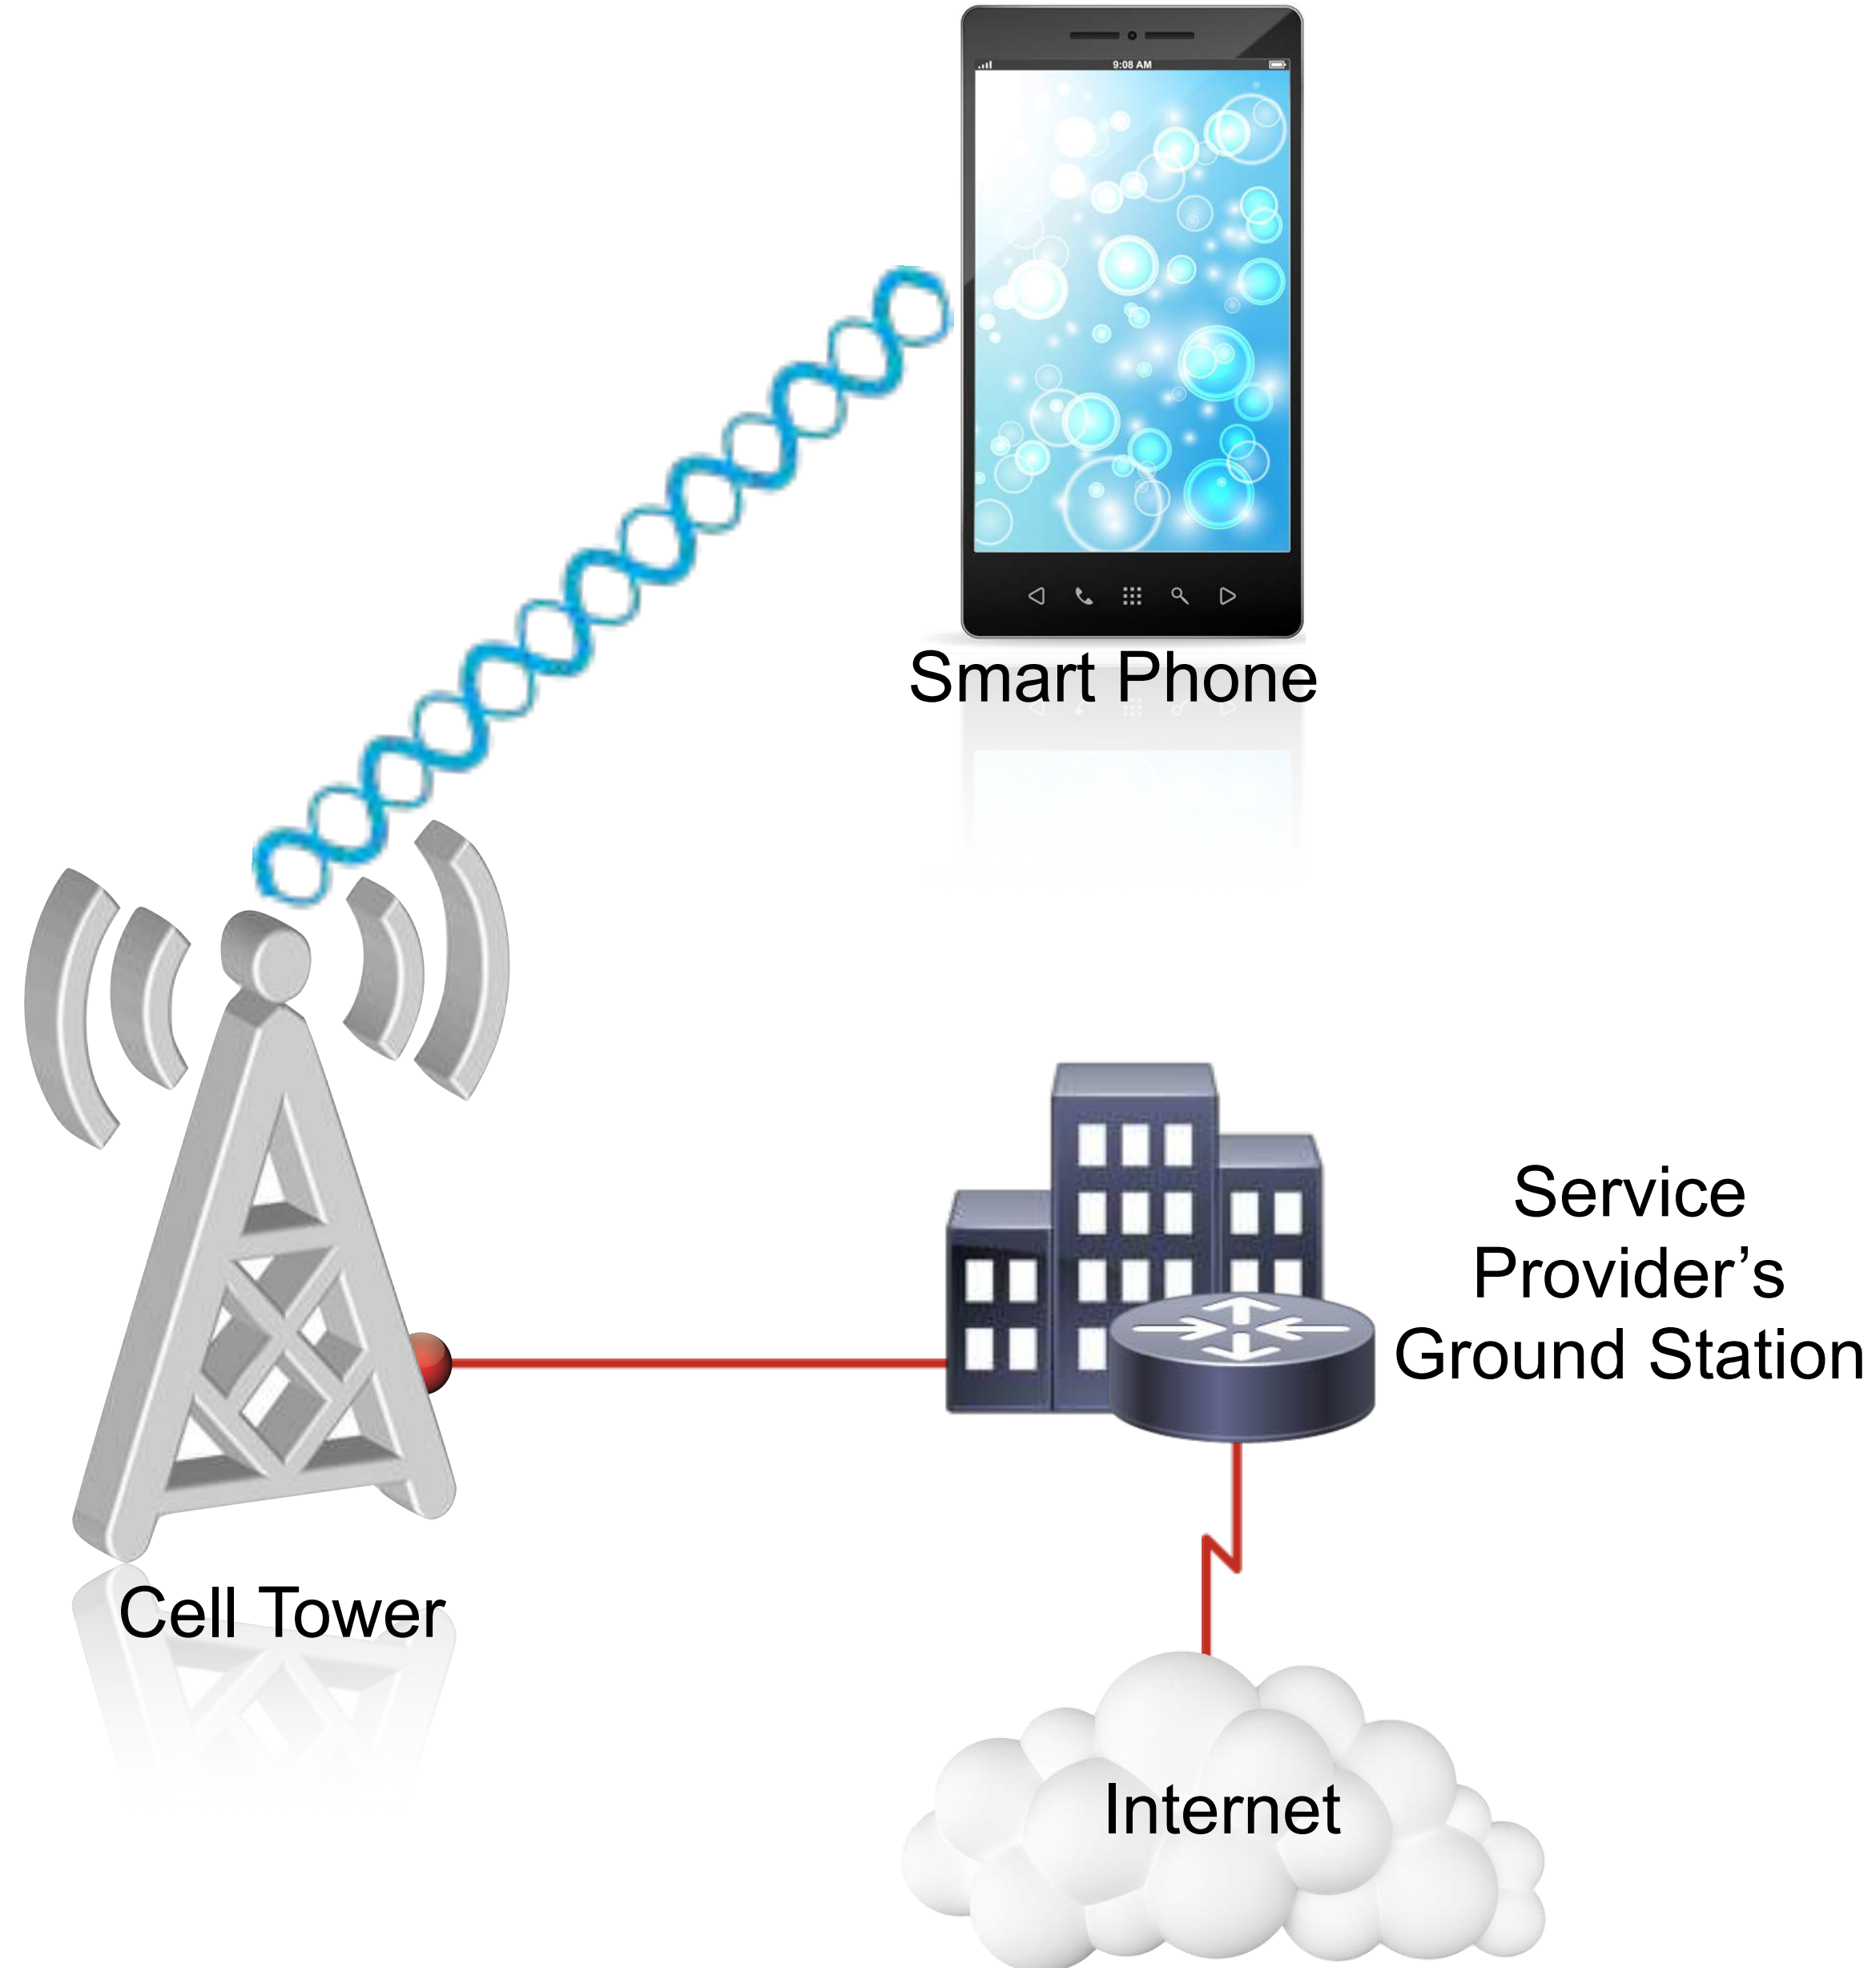 9:08 AM
Smart Phone
Service
Provider’s
Ground Station
Cell Tower
Internet